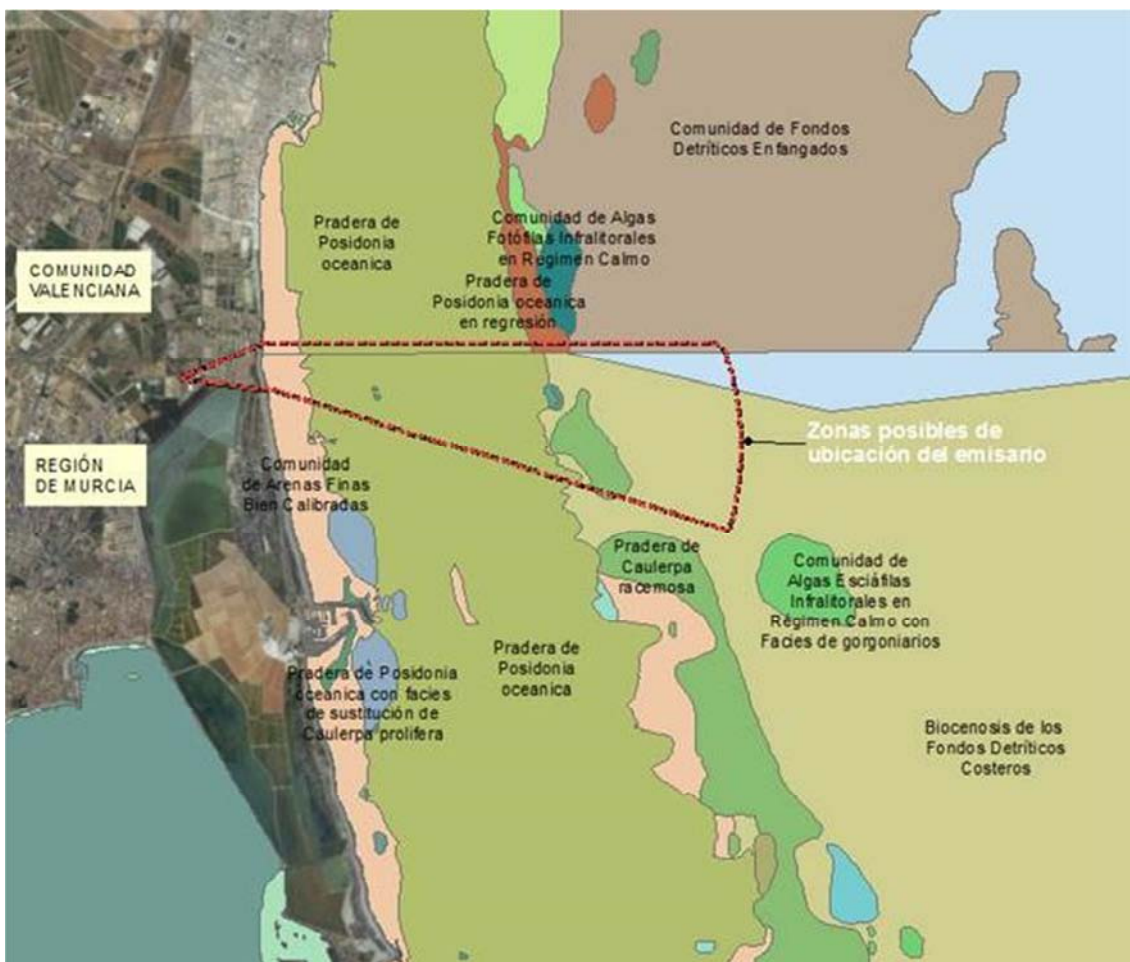 Comunidad de Fondos
Detríticos Enfangados
Pradera de
Posidonia
oceanica
Comunidad de Algas
Fotófilas Infralitorales
en Régimen Calmo
Pradera de
Posidonia oceanica
en regresión
COMUNIDAD
VALENCIANA
Zonas posibles de
ubicación del emisario
REGIÓN
DE MURCIA
Comunidad
de Arenas Finas
Bien Calibradas
Pradera de
Caulerpa
racemosa
Comunidad de
Algas Esciáfilas
Infralitorales en
Régimen Calmo con
Facies de gorgoniarios
Pradera de Posidonia
oceanica con facies
de sustitución de
Caulerpa prolifera
Pradera de
Posidonia
oceanica
Biocenosis de los
Fondos Detríticos
Costeros